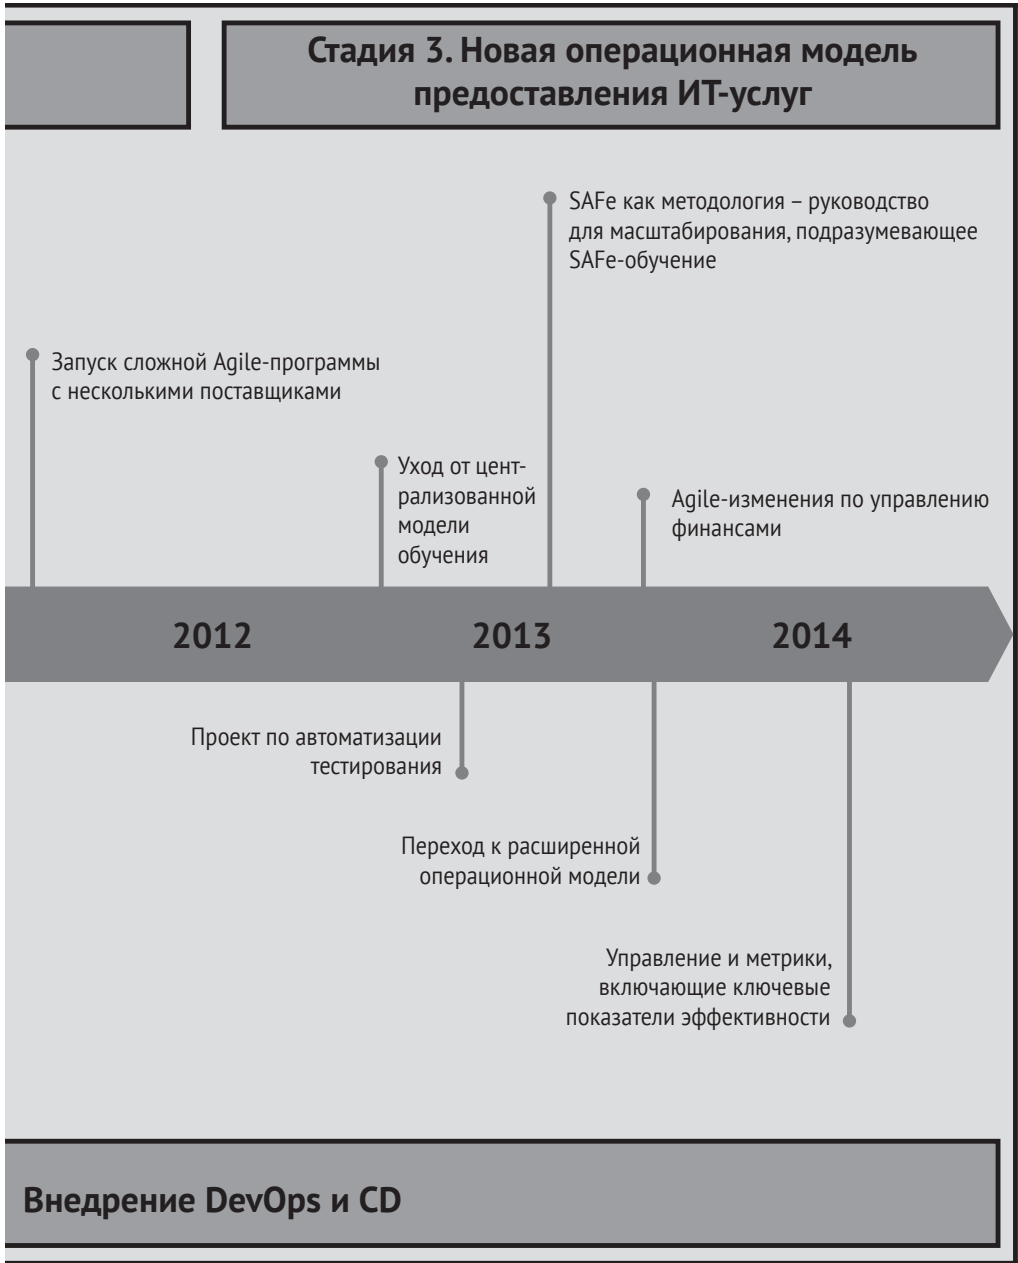 Стадия 3. Новая операционная модель
предоставления ИТ-услуг
SAFe как методология – руководство
для масштабирования, подразумевающее
SAFe-обучение
Запуск сложной Agile-программы
с несколькими поставщиками
Уход от цент-
рализованной
модели
обучения
Agile-изменения по управлению
финансами
2012
2013
2014
Проект по автоматизации
тестирования
Переход к расширенной
операционной модели
Управление и метрики,
включающие ключевые
показатели эффективности
Внедрение DevOps и CD